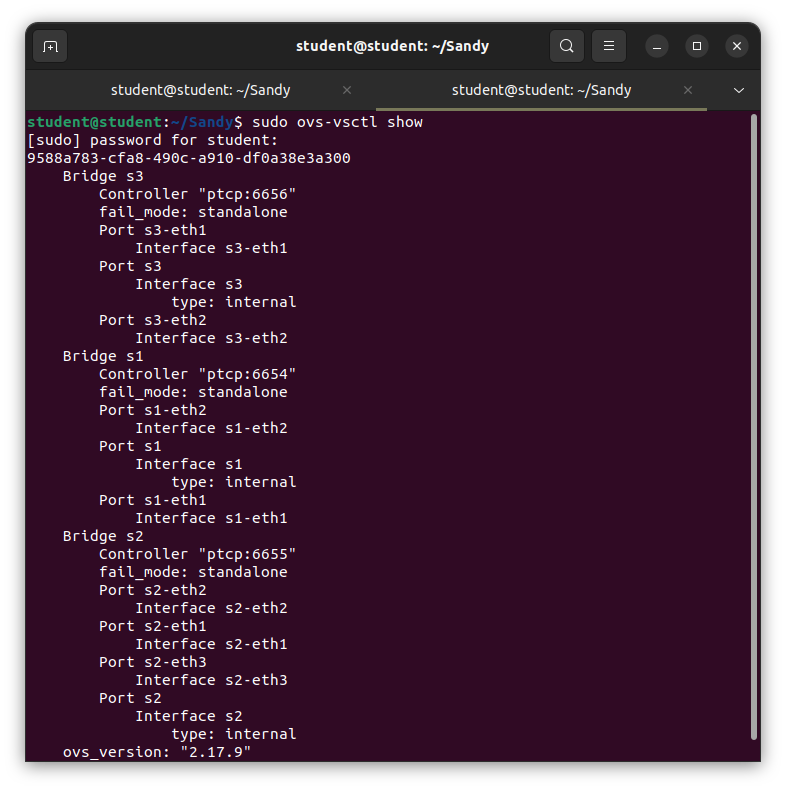 student@student: ~/Sandy
student@student: ~/Sandy
student@student: ~/Sandy
student@student:~/Sandy$ sudo ovs-vsctl show
[sudo] password for student:
9588a783-cfa8-490c-a910-df0a38e3a300
    Bridge s3
        Controller "ptcp:6656"
        fail_mode: standalone
        Port s3-eth1
            Interface s3-eth1
        Port s3
            Interface s3
                type: internal
        Port s3-eth2
            Interface s3-eth2
    Bridge s1
        Controller "ptcp:6654"
        fail_mode: standalone
        Port s1-eth2
            Interface s1-eth2
        Port s1
            Interface s1
                type: internal
        Port s1-eth1
            Interface s1-eth1
    Bridge s2
        Controller "ptcp:6655"
        fail_mode: standalone
        Port s2-eth2
            Interface s2-eth2
        Port s2-eth1
            Interface s2-eth1
        Port s2-eth3
            Interface s2-eth3
        Port s2
            Interface s2
                type: internal
    ovs_version: "2.17.9"